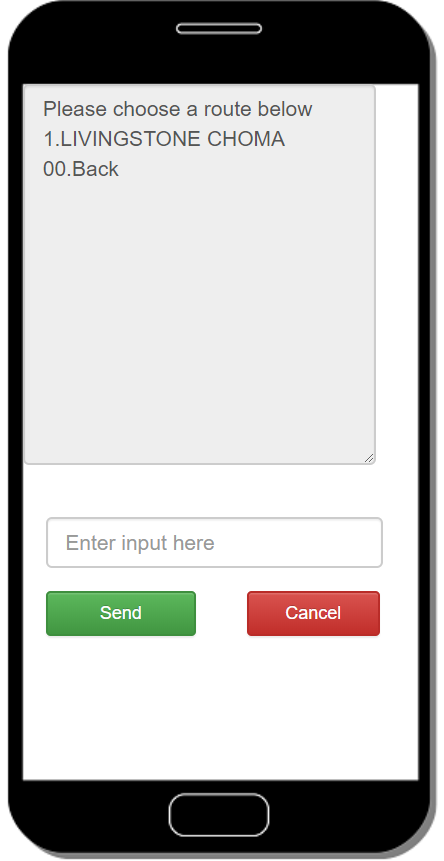 Please choose a route below
1.LIVINGSTONE CHOMA
00.Back
Enter input here
Send
Cancel